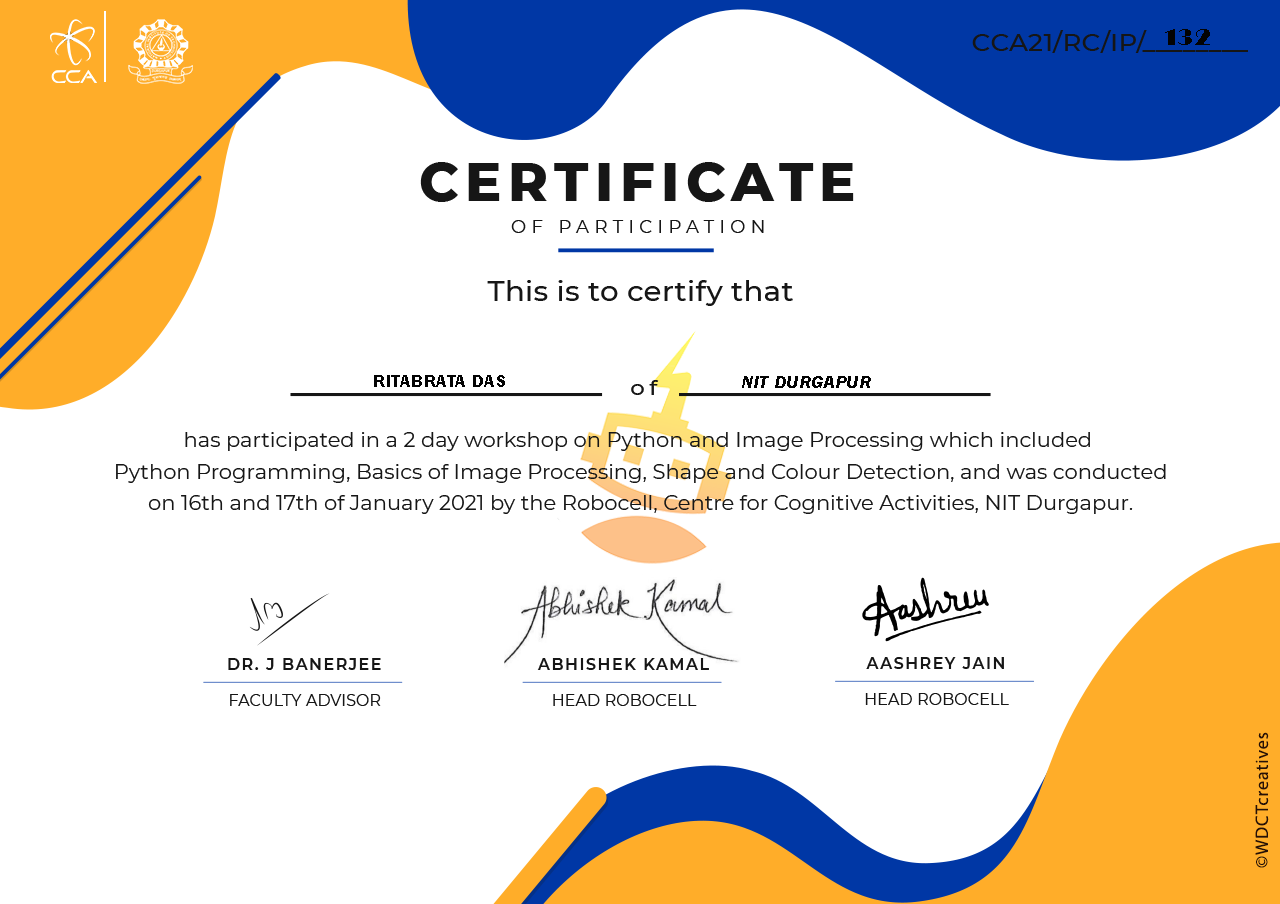 CCA
CCA21/RC/IP/ 132
CERTIFICATE
OF PARTICIPATION
This is to certify that
RITABRATA DAS of NIT DURGAPUR
has participated in a 2 day workshop on Python and Image Processing which included
Python Programming, Basics of Image Processing, Shape and Colour Detection, and was conducted
on 16th and 17th of January 2021 by the Robocell, Centre for Cognitive Activities, NIT Durgapur.
Abhishek Kamal
Aashrey
DR. J BANERJEE
FACULTY ADVISOR
ABHISHEK KAMAL
HEAD ROBOCELL
AASHREY JAIN
HEAD ROBOCELL
©WDCTcreatives